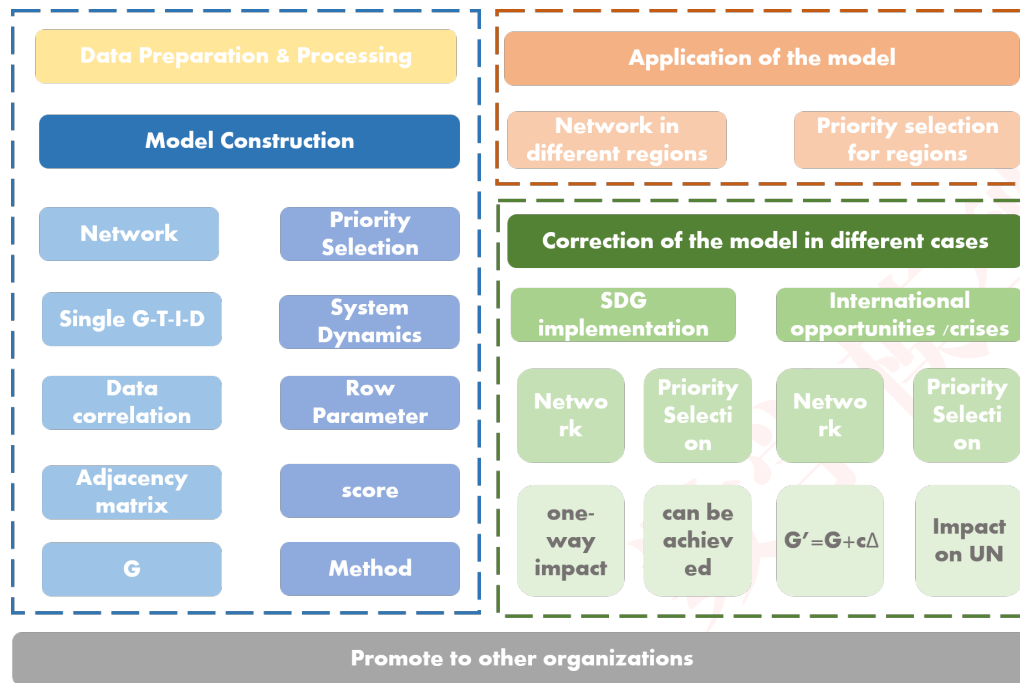 Data Preparation & Processing
Model Construction
Network
Priority
Selection
Single G-T-I-D
System
Dynamics
Data
correlation
Row
Parameter
Adjacency
matrix
score
G
Method
Application of the model
Network in
different regions
Priority selection
for regions
Correction of the model in different cases
SDG
implementation
International
opportunities /crises
Netwo
rk
Priority
Selecti
on
Netwo
rk
Priority
Selecti
on
one-
way
impact
can be
achiev
ed
G′=G+cΔ
Impact
on UN
Promote to other organizations